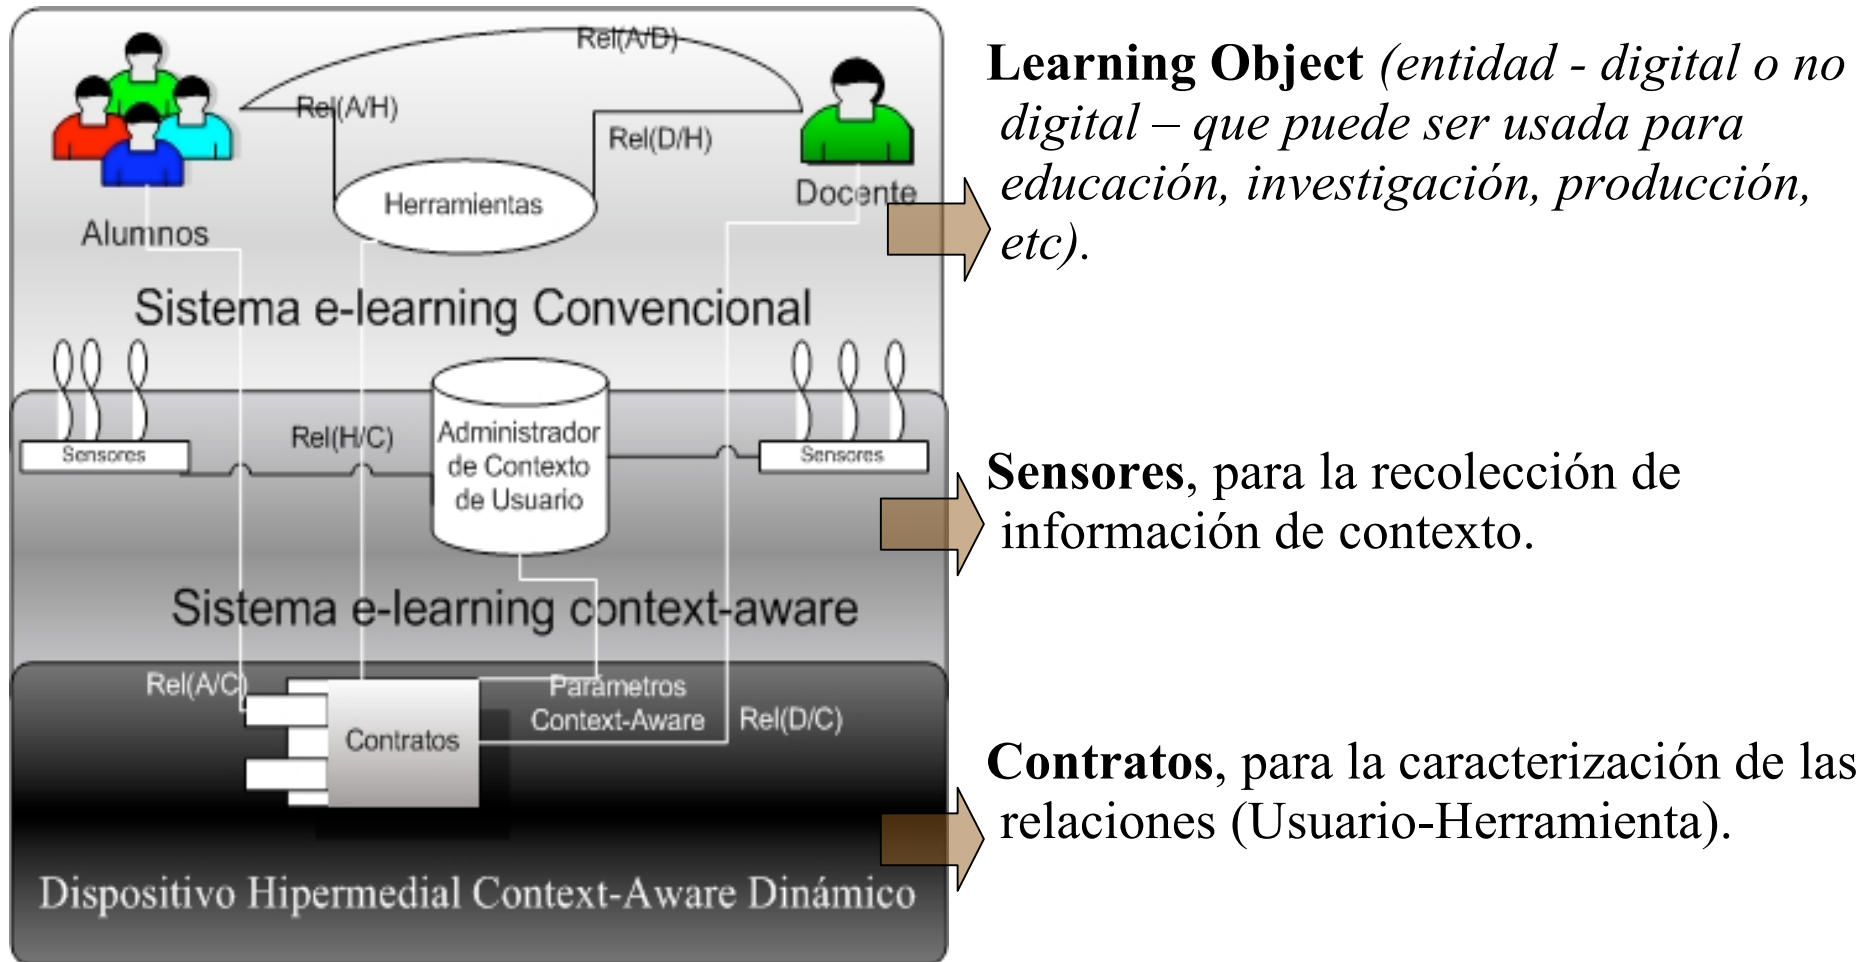 Rel(A/D)
Rel(A/H)
Rel(D/H)
Herramientas
Docente
Alumnos
Sistema e-learning Convencional
Rel(H/C)
Administrador
de Contexto
de Usuario
Sensores
Sensores
Sistema e-learning context-aware
Rel(A/C)
Parámetros
Context-Aware
Rel(D/C)
Contratos
Dispositivo Hipermedial Context-Aware Dinámico
Learning Object (entidad - digital o no
digital – que puede ser usada para
educación, investigación, producción,
etc).
Sensores, para la recolección de
información de contexto.
Contratos, para la caracterización de las
relaciones (Usuario-Herramienta).